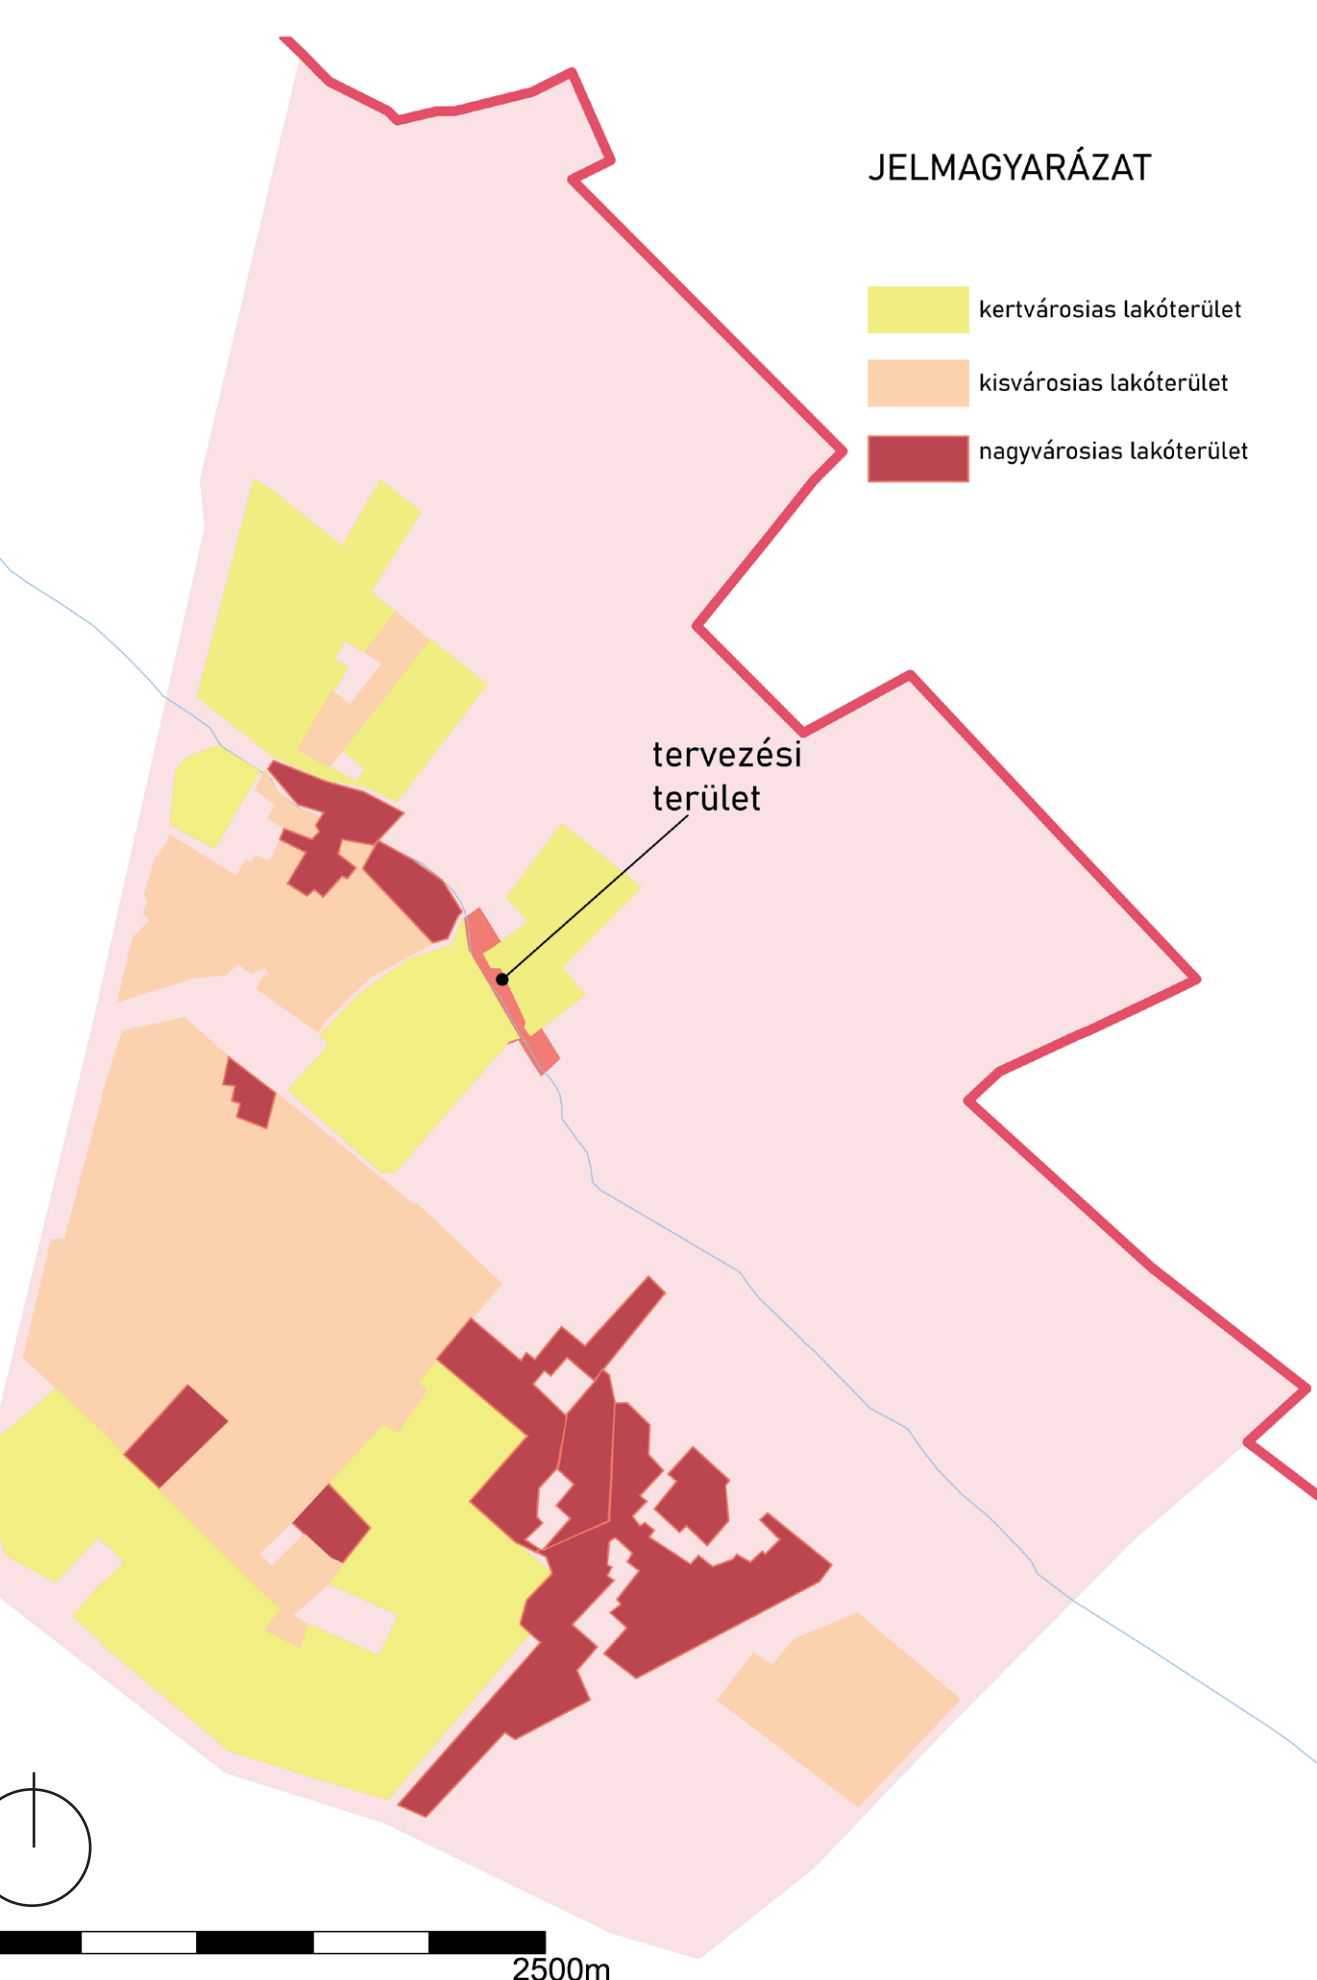 JELMAGYARÁZAT
kertvárosias lakóterület
kisvárosias lakóterület
nagyvárosias lakóterület
tervezési
terület
2500m